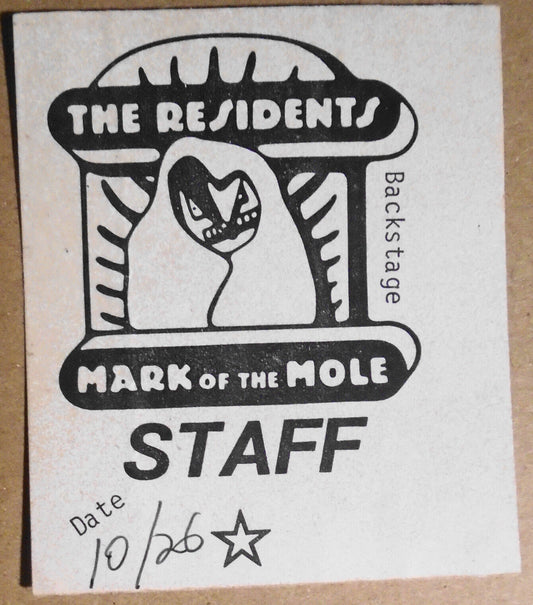 THE RESIDENTS
Backstage
MARK OF THE MOLE
STAFF
Date
10/26